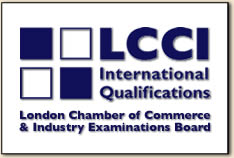 LCCI
International
Qualifications
London Chamber of Commerce
& Industry Examinations Board